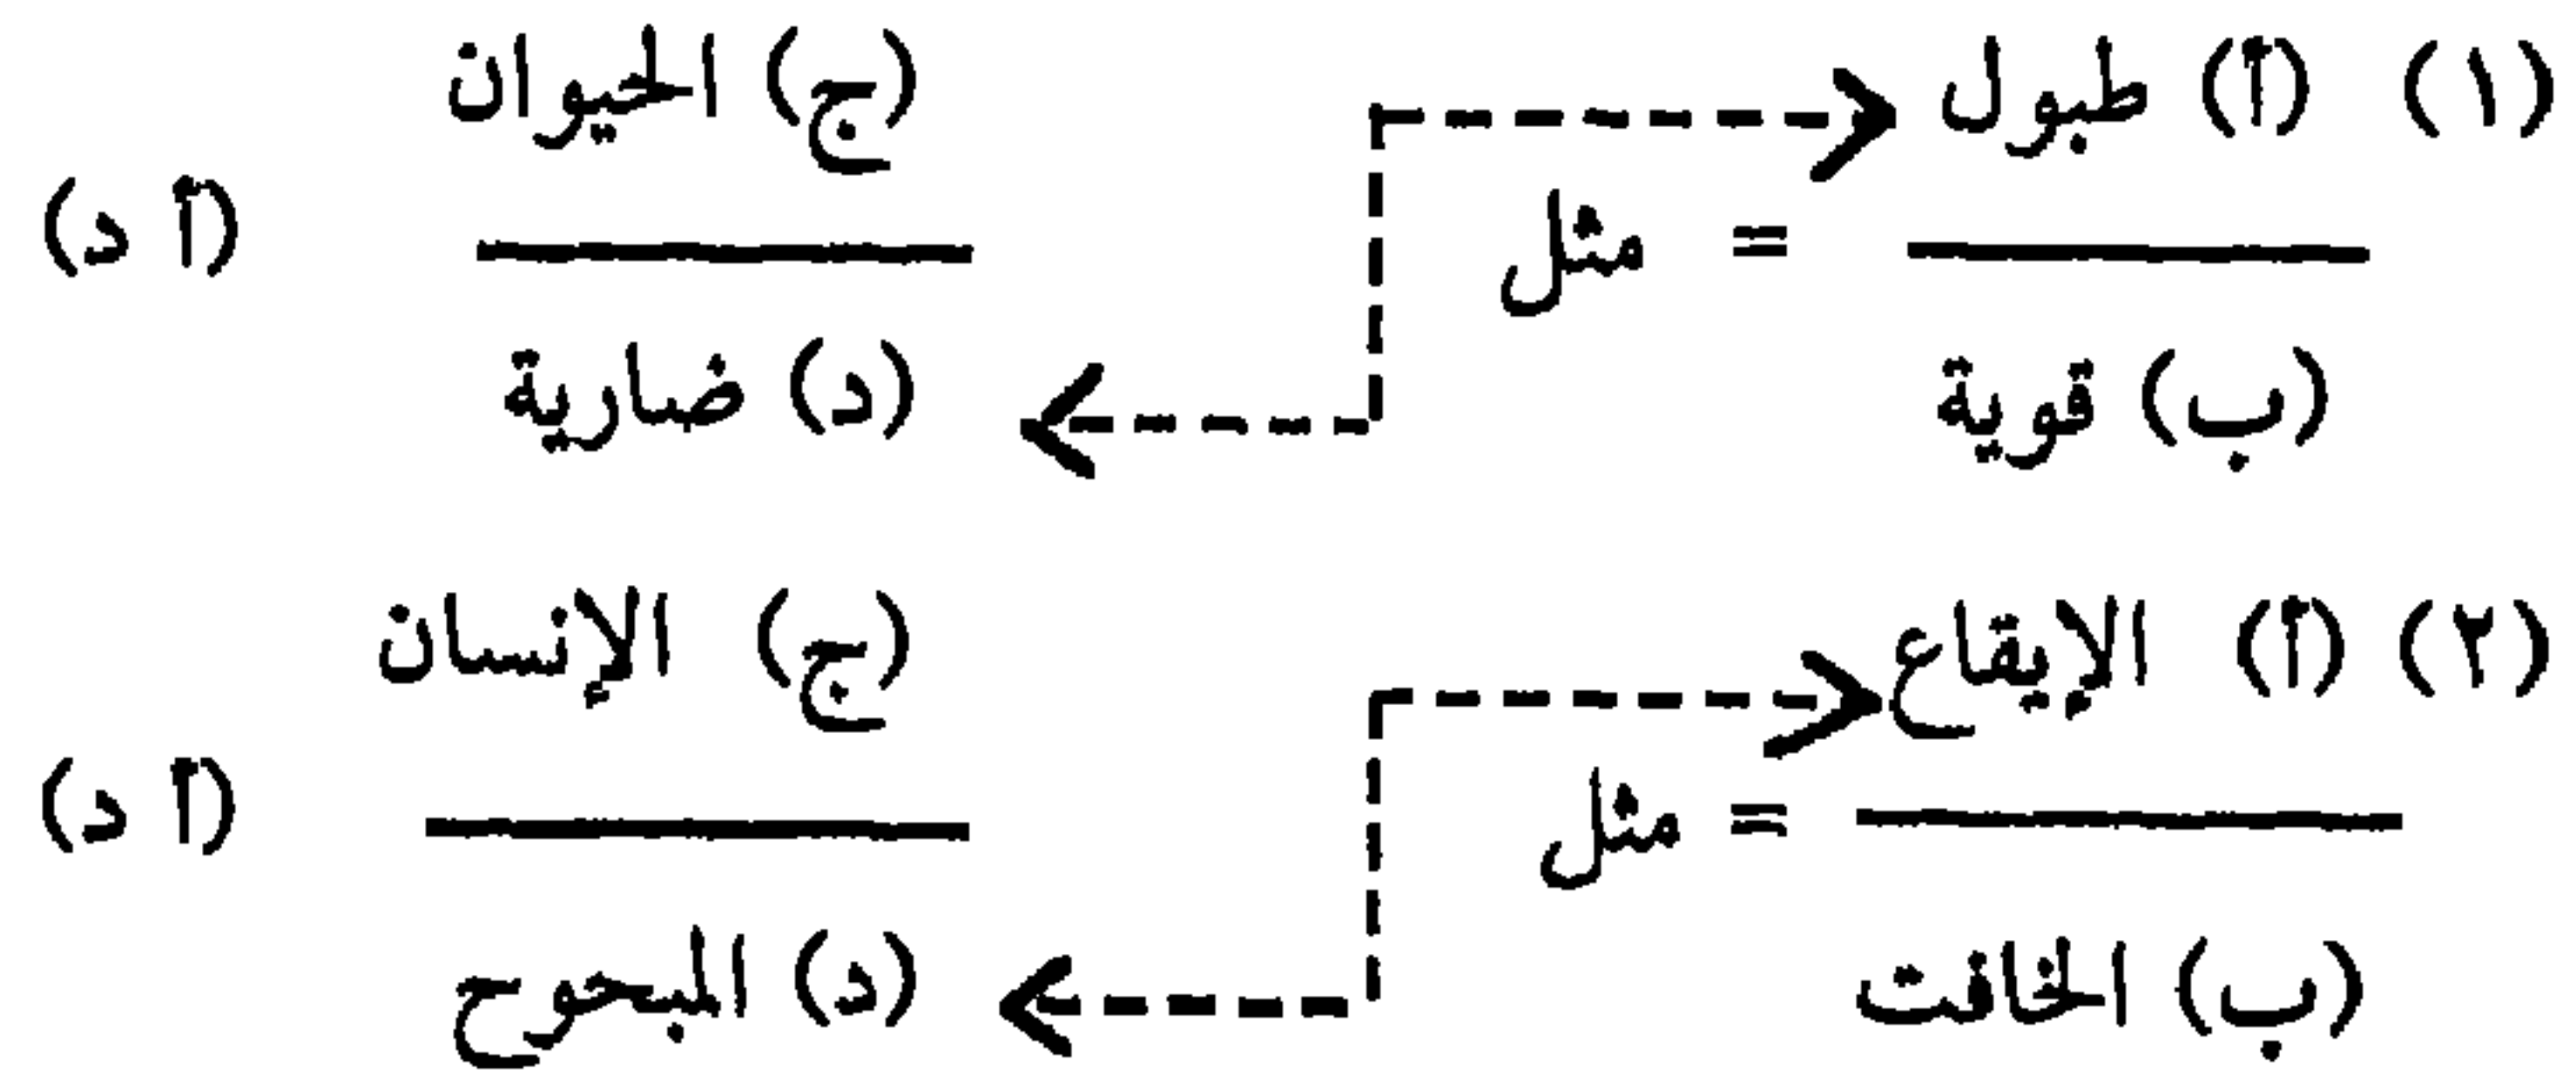 (١) (أ) طبول (ج) الحيوان
= مثل (أ د)
(ب) قوية (د) ضارية
(٢) (أ) الإيقاع (ج) الإنسان
= مثل (أ د)
(ب) الخافت (د) المبحوح